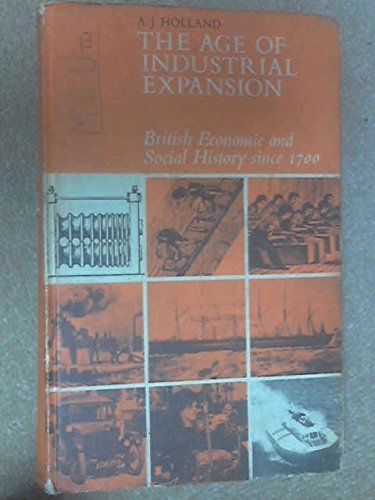 A. J. HOLLAND
THE AGE OF
INDUSTRIAL
EXPANSION
British Economic and
Social History since 1700